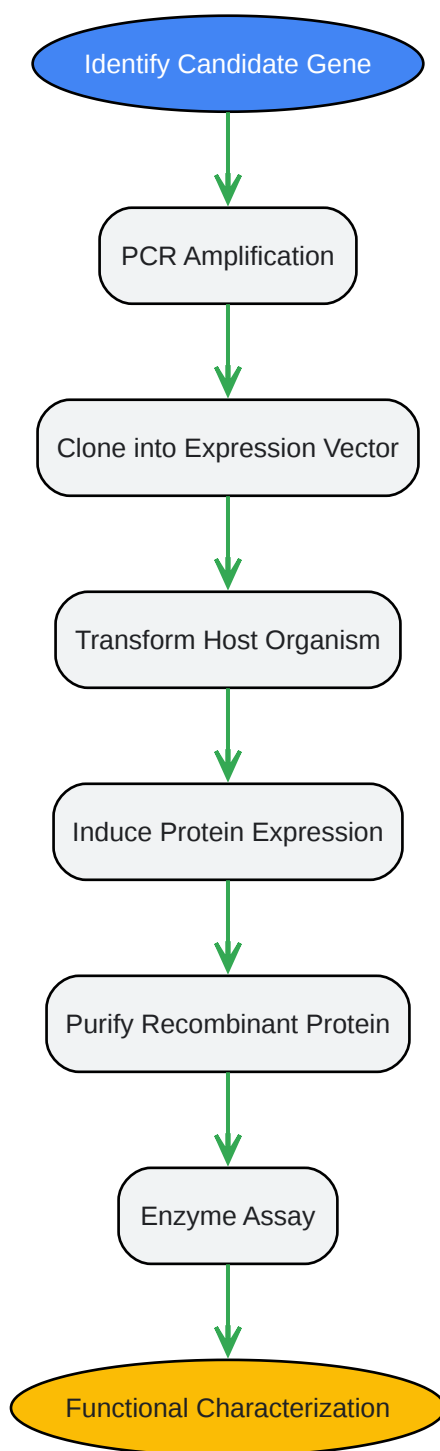 Identify Candidate Gene
PCR Amplification
Clone into Expression Vector
Transform Host Organism
Induce Protein Expression
Purify Recombinant Protein
Enzyme Assay
Functional Characterization